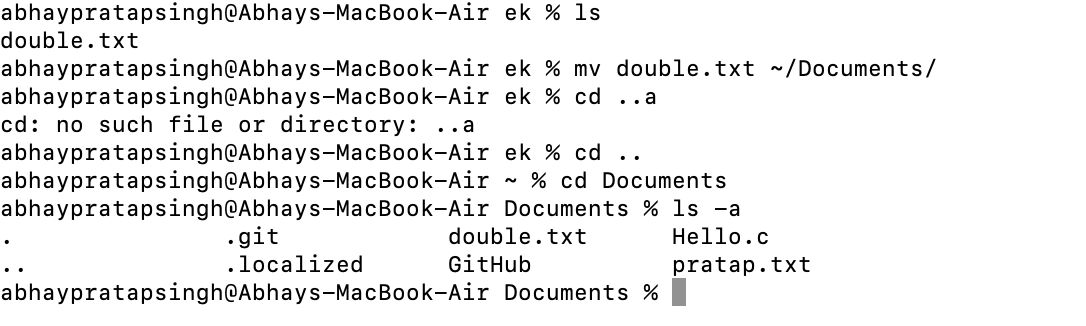 abhaypratapsingh@Abhays-MacBook-Air ek % ls
double.txt
abhaypratapsingh@Abhays-MacBook-Air ek % mv double.txt ~/Documents/
abhaypratapsingh@Abhays-MacBook-Air ek % cd ..a
cd: no such file or directory: ..a
abhaypratapsingh@Abhays-MacBook-Air ek % cd ..
abhaypratapsingh@Abhays-MacBook-Air ~ % cd Documents
abhaypratapsingh@Abhays-MacBook-Air Documents % ls -a
.               .git            double.txt      Hello.c
..              .localized      GitHub          pratap.txt
abhaypratapsingh@Abhays-MacBook-Air Documents %